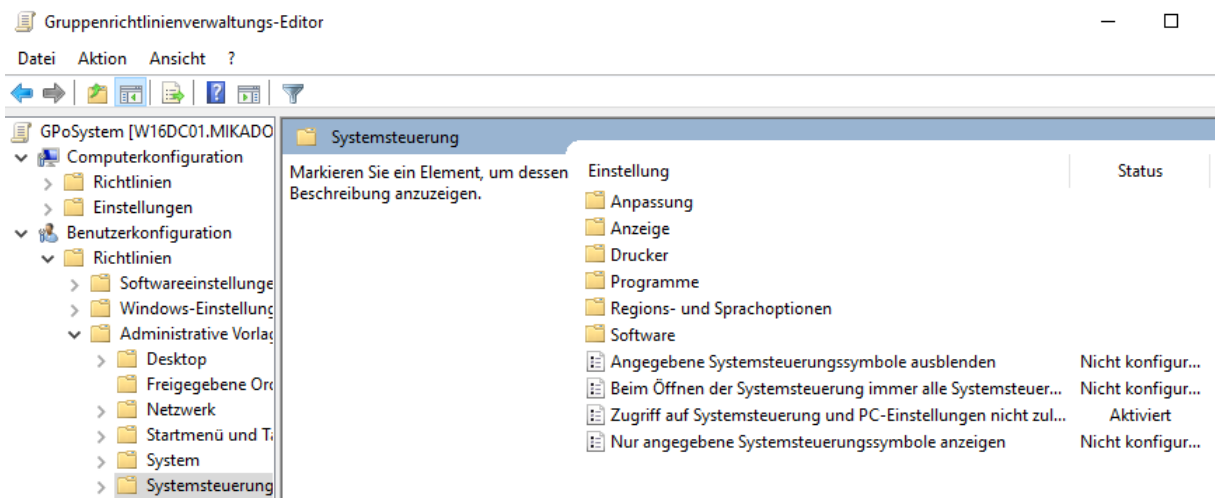 Gruppenrichtlinienverwaltungs-Editor
Datei Aktion Ansicht ?
GPoSystem [W16DC01.MIKADO
Computerkonfiguration
Richtlinien
Einstellungen
Benutzerkonfiguration
Richtlinien
Softwareeinstellunge
Windows-Einstellung
Administrative Vorlag
Desktop
Freigegebene Ord
Netzwerk
Startmenü und Ta
System
Systemsteuerung
Systemsteuerung
Markieren Sie ein Element, um dessen
Beschreibung anzuzeigen.
Einstellung Status
Anpassung
Anzeige
Drucker
Programme
Regions- und Sprachoptionen
Software
Angegebene Systemsteuerungssymbole ausblenden Nicht konfigur...
Beim Öffnen der Systemsteuerung immer alle Systemsteuer... Nicht konfigur...
Zugriff auf Systemsteuerung und PC-Einstellungen nicht zul... Aktiviert
Nur angegebene Systemsteuerungssymbole anzeigen Nicht konfigur...